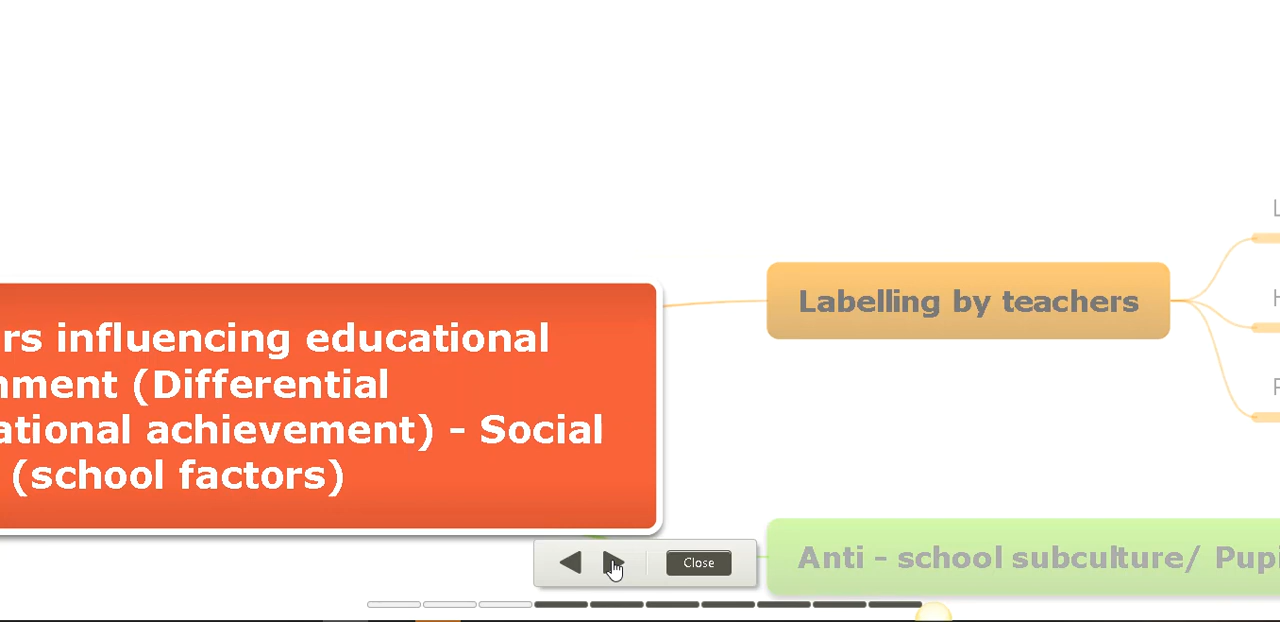 rs influencing educational
nment (Differential
ational achievement) - Social
(school factors)
Labelling by teachers
L
H
Anti - school subculture/ Pupi
Close